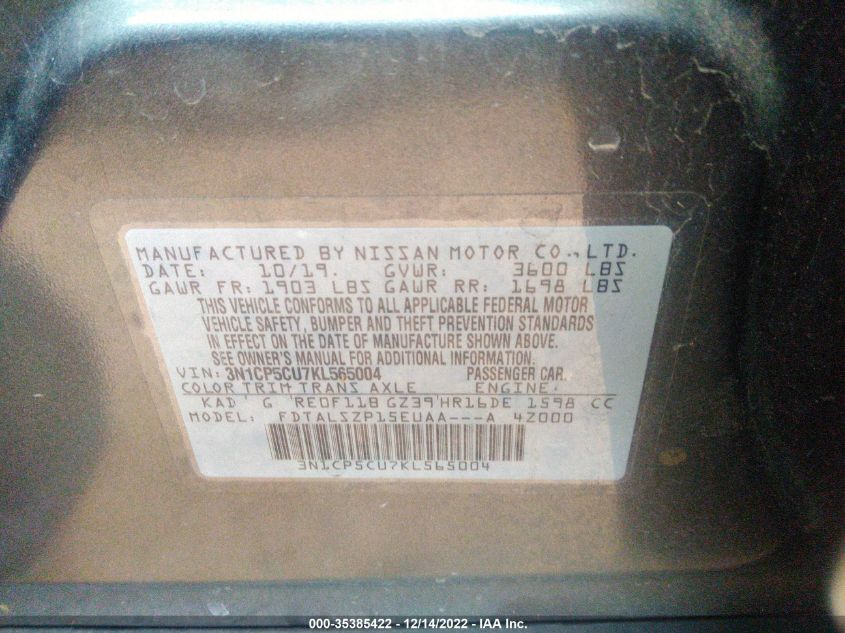 MANUFACTURED BY NISSAN MOTOR CO., LTD.
DATE: 10/19. GVWR: 3600 LBS
GAWR FR: 1903 LBS GAWR RR: 1698 LBS
THIS VEHICLE CONFORMS TO ALL APPLICABLE FEDERAL MOTOR
VEHICLE SAFETY, BUMPER AND THEFT PREVENTION STANDARDS
IN EFFECT ON THE DATE OF MANUFACTURE SHOWN ABOVE.
SEE OWNER'S MANUAL FOR ADDITIONAL INFORMATION.
VIN: 3N1CP5CU7KL565004 PASSENGER CAR.
COLOR TRIM TRANS AXLE ENGINE
KAD G RE0F11B GZ39 HR16DE 1598 CC
MODEL: FDTALSZP15EUAA---A 4Z000
3N1CP5CU7KL565004
000-35385422 - 12/14/2022 - IAA Inc.